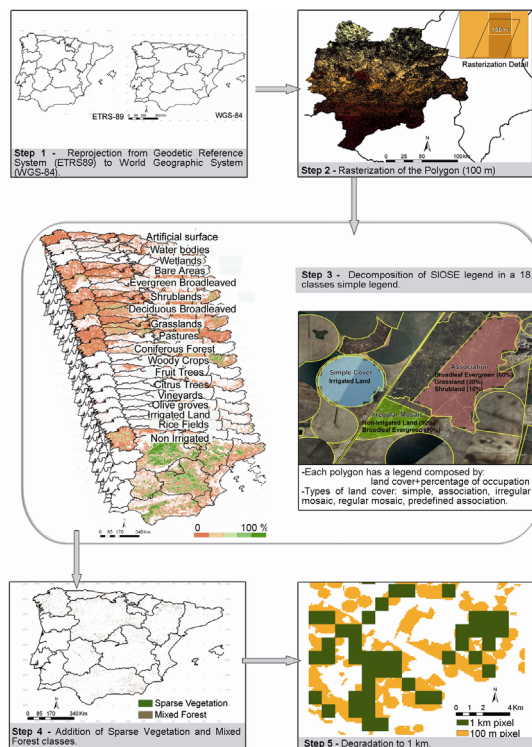 ETRS-89
WGS-84
Step 1 - Reprojection from Geodetic Reference
System (ETRS89) to World Geographic System
(WGS-84).
100 m
Rasterization Detail
N
0 25 50 100 km
Step 2 - Rasterization of the Polygon (100 m)
Artificial surface
Water bodies
Wetlands
Bare Areas
Evergreen Broadleaved
Shrublands
Deciduous Broadleaved
Grasslands
Pastures
Coniferous Forest
Woody Crops
Fruit Trees
Citrus Trees
Vineyards
Olive groves
Irrigated Land
Rice Fields
Non Irrigated
N
0 85 170 340 Km
0 100 %
Step 3 - Decomposition of SIOSE legend in a 18
classes simple legend.
Simple Cover
Irrigated Land
Association
Broadleaf Evergreen (60%)
Grassland (30%)
Shrubland (10%)
Irregular Mosaic
Non-Irrigated Land (60%)
Broadleaf Evergreen (40%)
-Each polygon has a legend composed by:
land cover+percentage of occupation
-Types of land cover: simple, association, irregular
mosaic, regular mosaic, predefined association.
N
0 85 170 340 Km
Sparse Vegetation
Mixed Forest
Step 4 - Addition of Sparse Vegetation and Mixed
Forest classes.
N
0 1 2 4 Km
1 km pixel
100 m pixel
Step 5 - Degradation to 1 km.